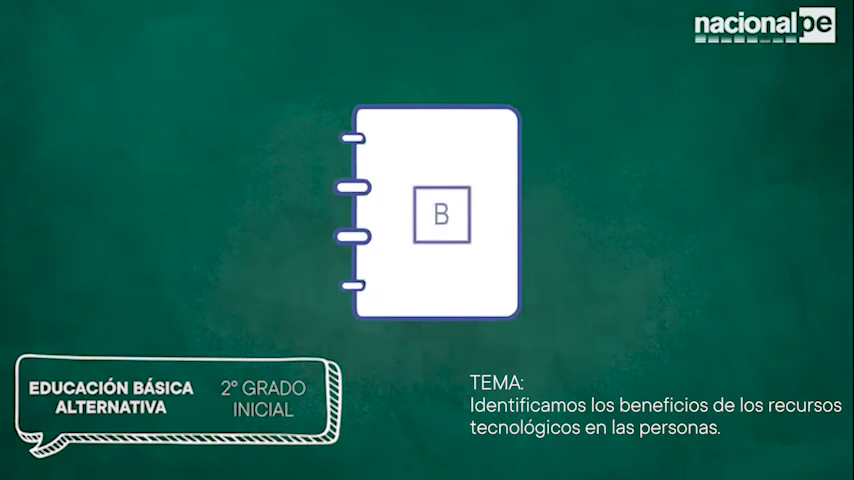 nacionalpe
B
EDUCACIÓN BÁSICA
ALTERNATIVA
2° GRADO
INICIAL
TEMA:
Identificamos los beneficios de los recursos
tecnológicos en las personas.